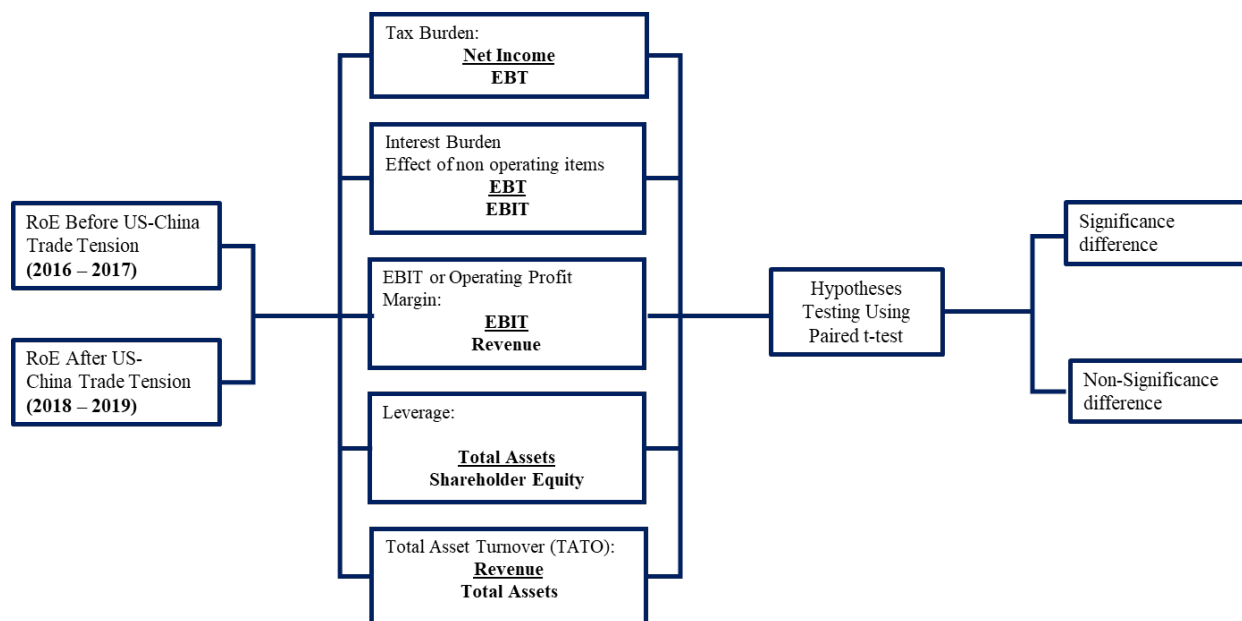 RoE Before US-China
Trade Tension
(2016 – 2017)
RoE After US-
China Trade Tension
(2018 – 2019)
Tax Burden:
Net Income
EBT
Interest Burden
Effect of non operating items
EBT
EBIT
EBIT or Operating Profit
Margin:
EBIT
Revenue
Leverage:
Total Assets
Shareholder Equity
Total Asset Turnover (TATO):
Revenue
Total Assets
Hypotheses
Testing Using
Paired t-test
Significance
difference
Non-Significance
difference